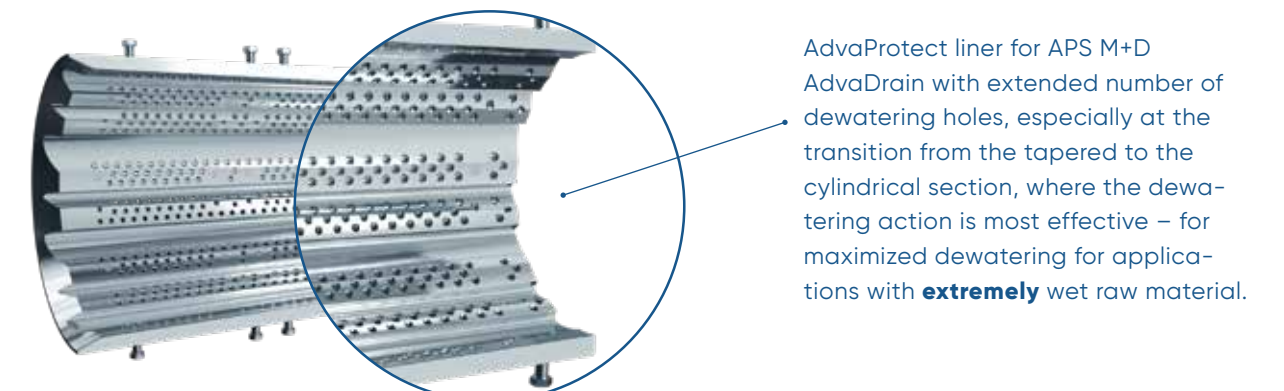 AdvaProtect liner for APS M+D
AdvaDrain with extended number of
dewatering holes, especially at the
transition from the tapered to the
cylindrical section, where the dewa-
tering action is most effective – for
maximized dewatering for applica-
tions with extremely wet raw material.